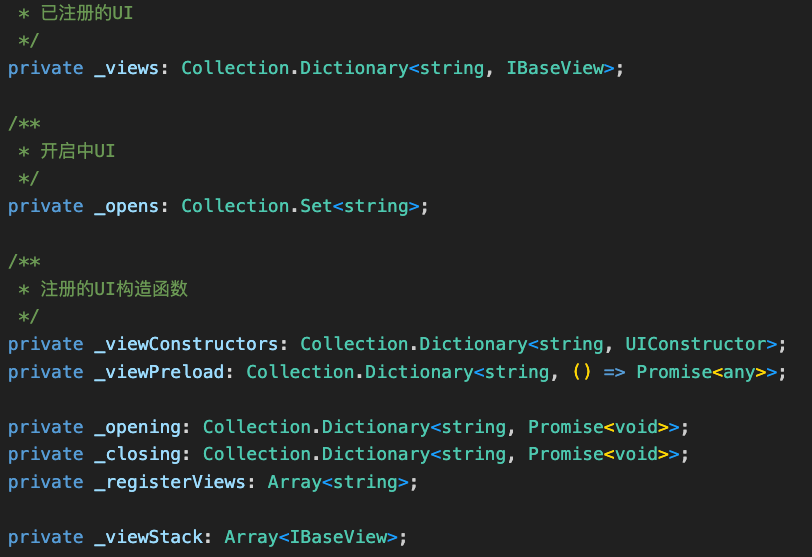 * 已注册的UI
*/
private _views: Collection.Dictionary<string, IBaseView>;
/**
* 开启中UI
*/
private _opens: Collection.Set<string>;
/**
* 注册的UI构造函数
*/
private _viewConstructors: Collection.Dictionary<string, UIConstructor>;
private _viewPreload: Collection.Dictionary<string, () => Promise<any>>;
private _opening: Collection.Dictionary<string, Promise<void>>;
private _closing: Collection.Dictionary<string, Promise<void>>;
private _registerViews: Array<string>;
private _viewStack: Array<IBaseView>;